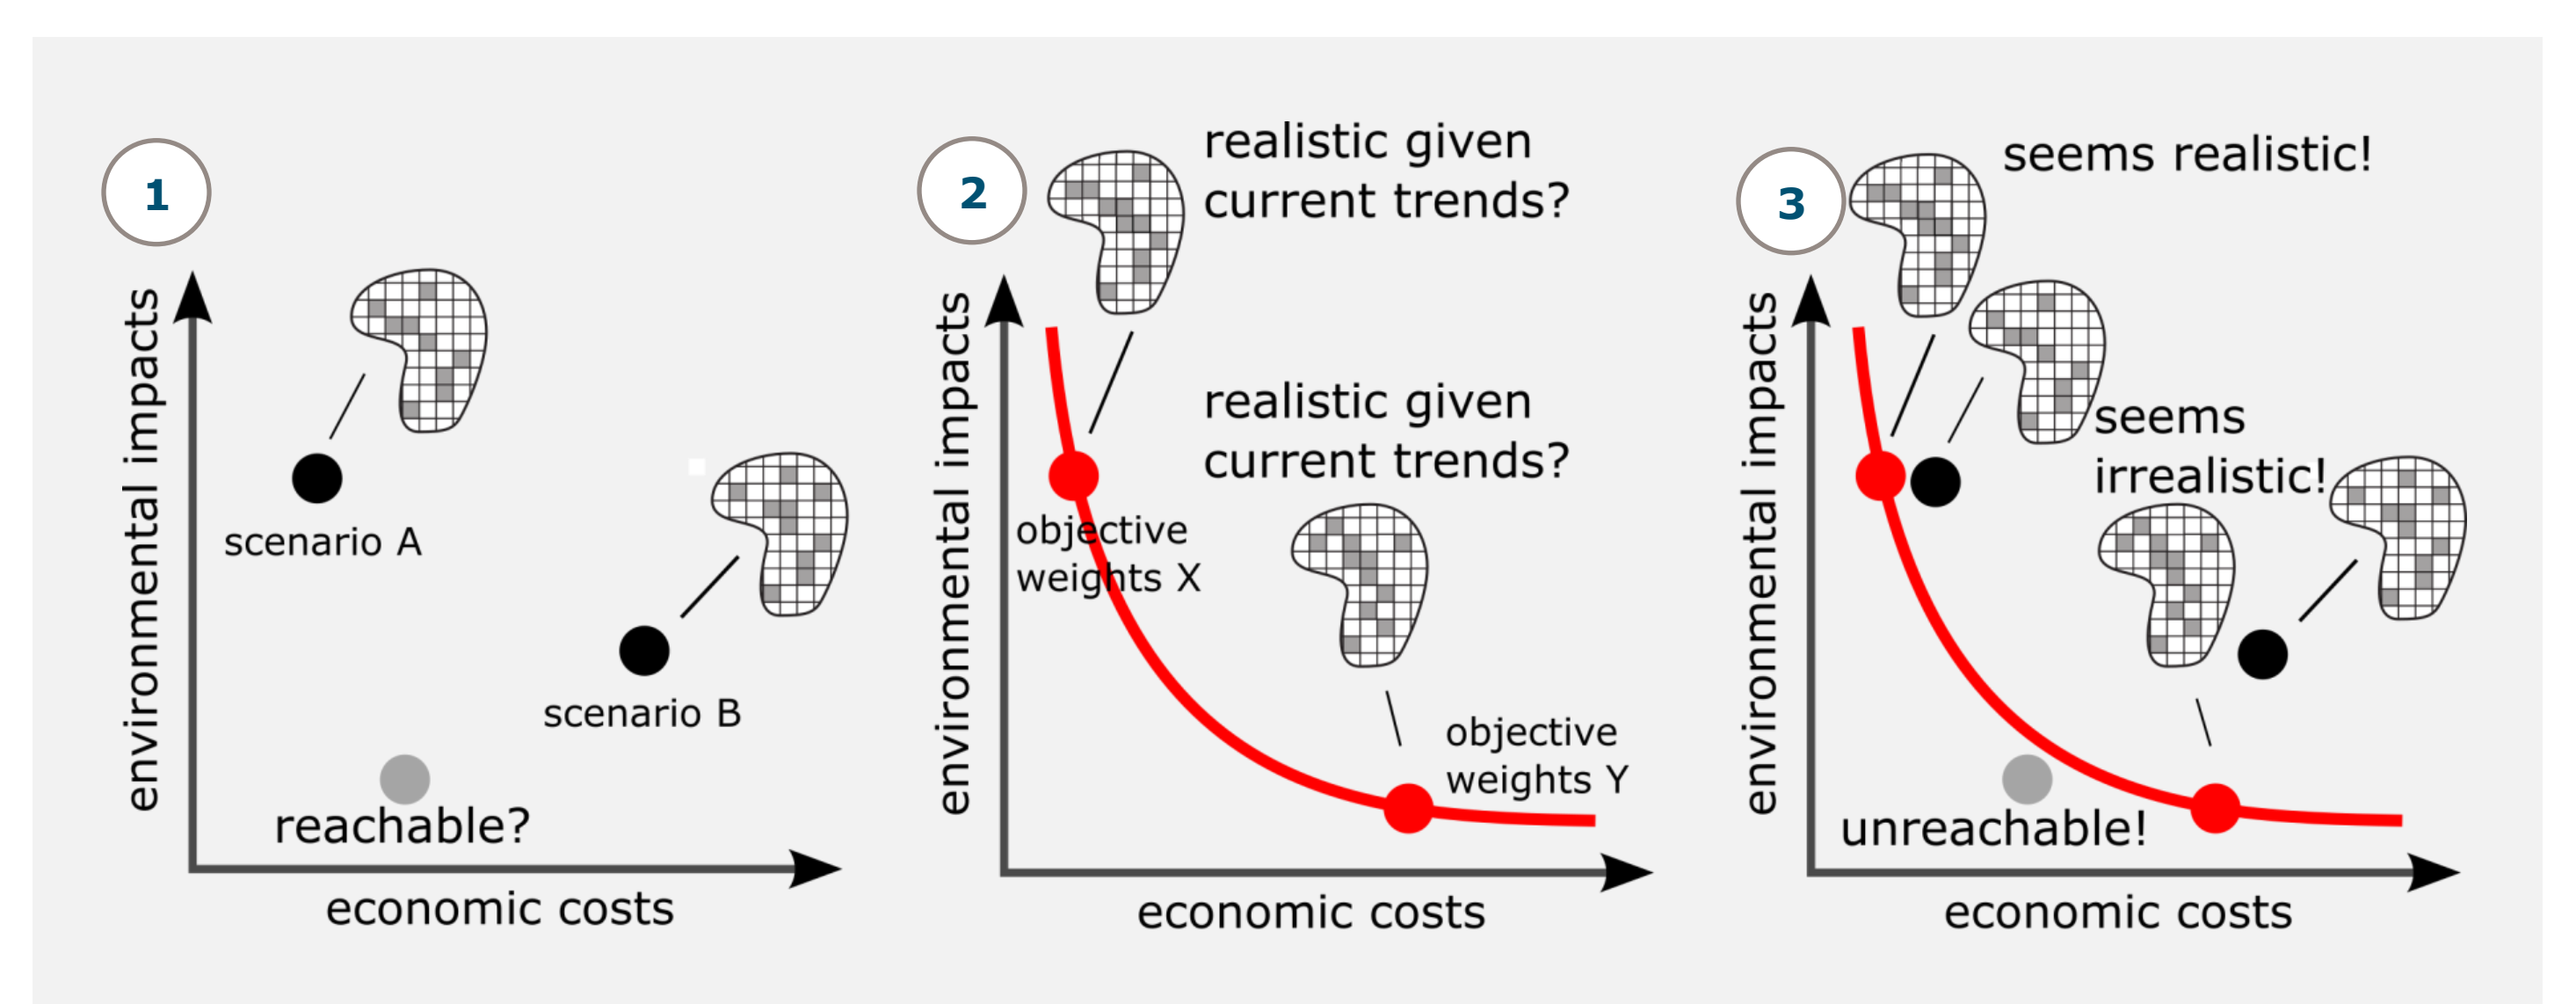 1
environmental impacts
scenario A
scenario B
reachable?
economic costs
2
realistic given
current trends?
environmental impacts
realistic given
current trends?
objective
weights X
objective
weights Y
economic costs
3
seems realistic!
environmental impacts
seems
irrealistic!
unreachable!
economic costs